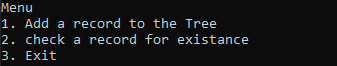 Menu
1. Add a record to the Tree
2. check a record for existance
3. Exit